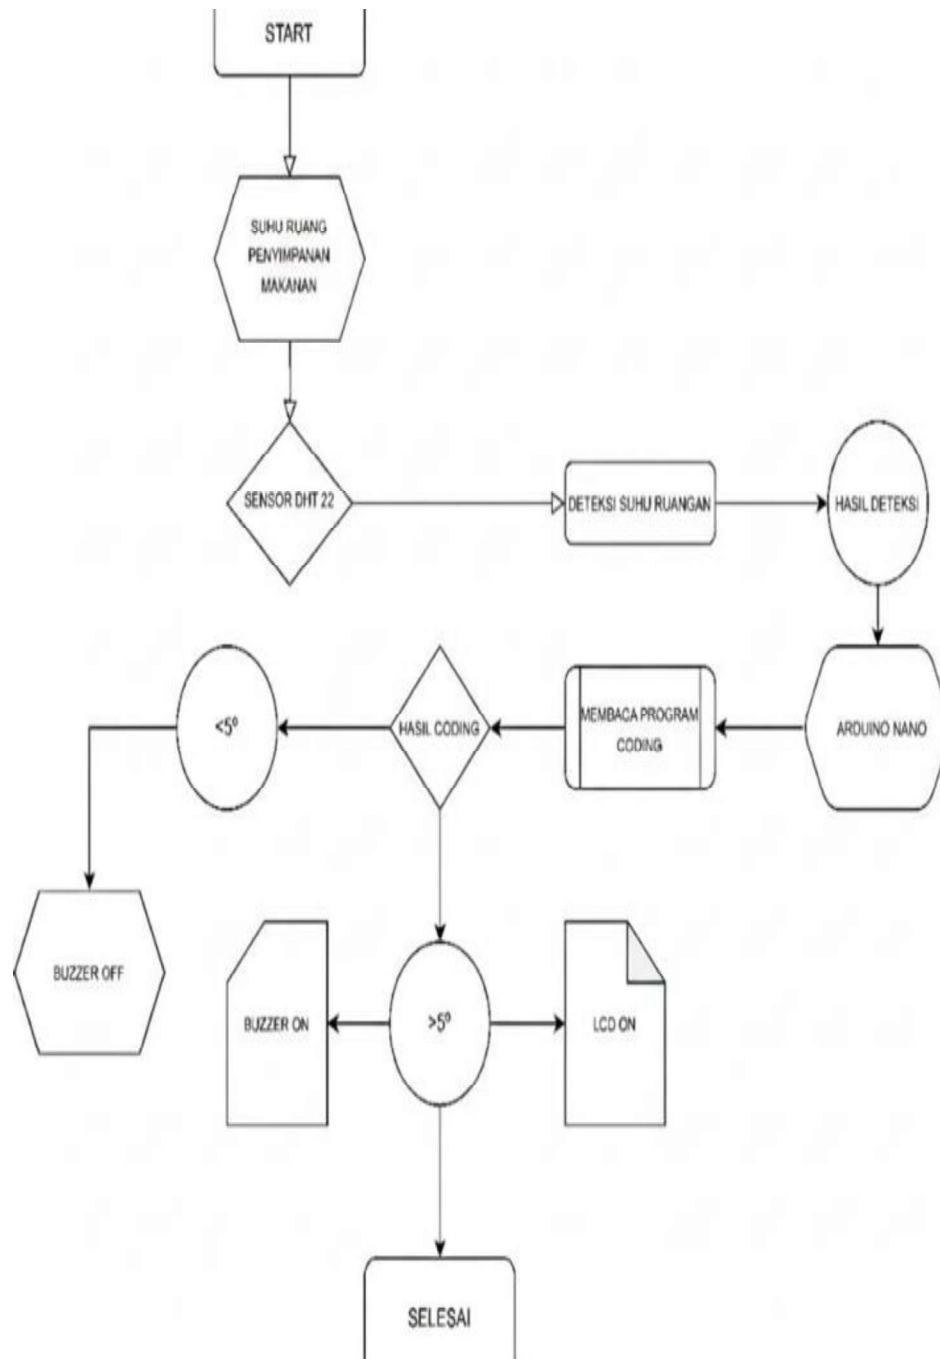 START
SUHU RUANG
PENYIMPANAN
MAKANAN
SENSOR DHT 22
DETEKSI SUHU RUANGAN
HASIL DETEKSI
<5⁰
HASIL CODING
MEMBACA PROGRAM
CODING
ARDUINO NANO
BUZZER OFF
BUZZER ON
>5⁰
LCD ON
SELESAI